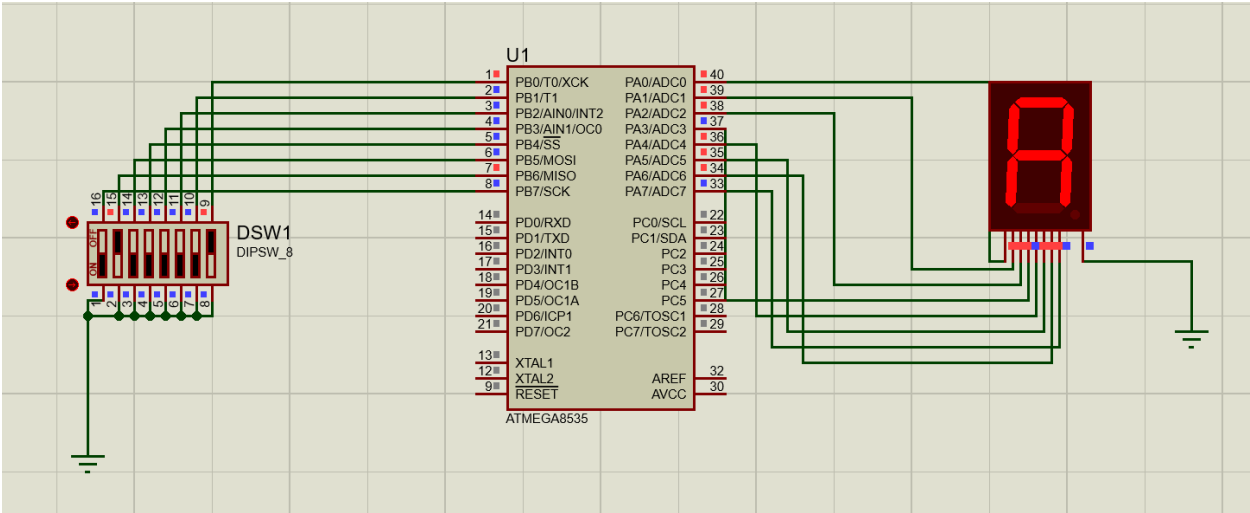 U1
1 PB0/T0/XCK PA0/ADC0 40
2 PB1/T1 PA1/ADC1 39
3 PB2/AIN0/INT2 PA2/ADC2 38
4 PB3/AIN1/OC0 PA3/ADC3 37
5 PB4/SS PA4/ADC4 36
6 PB5/MOSI PA5/ADC5 35
7 PB6/MISO PA6/ADC6 34
8 PB7/SCK PA7/ADC7 33
14 PD0/RXD PC0/SCL 22
15 PD1/TXD PC1/SDA 23
16 PD2/INT0 PC2 24
17 PD3/INT1 PC3 25
18 PD4/OC1B PC4 26
19 PD5/OC1A PC5 27
20 PD6/ICP1 PC6/TOSC1 28
21 PD7/OC2 PC7/TOSC2 29
13 XTAL1
12 XTAL2 AREF 32
9 RESET AVCC 30
ATMEGA8535
16 15 14 13 12 11 10 9
OFF
ON
DSW1
DIPSW_8
1 2 3 4 5 6 7 8
A